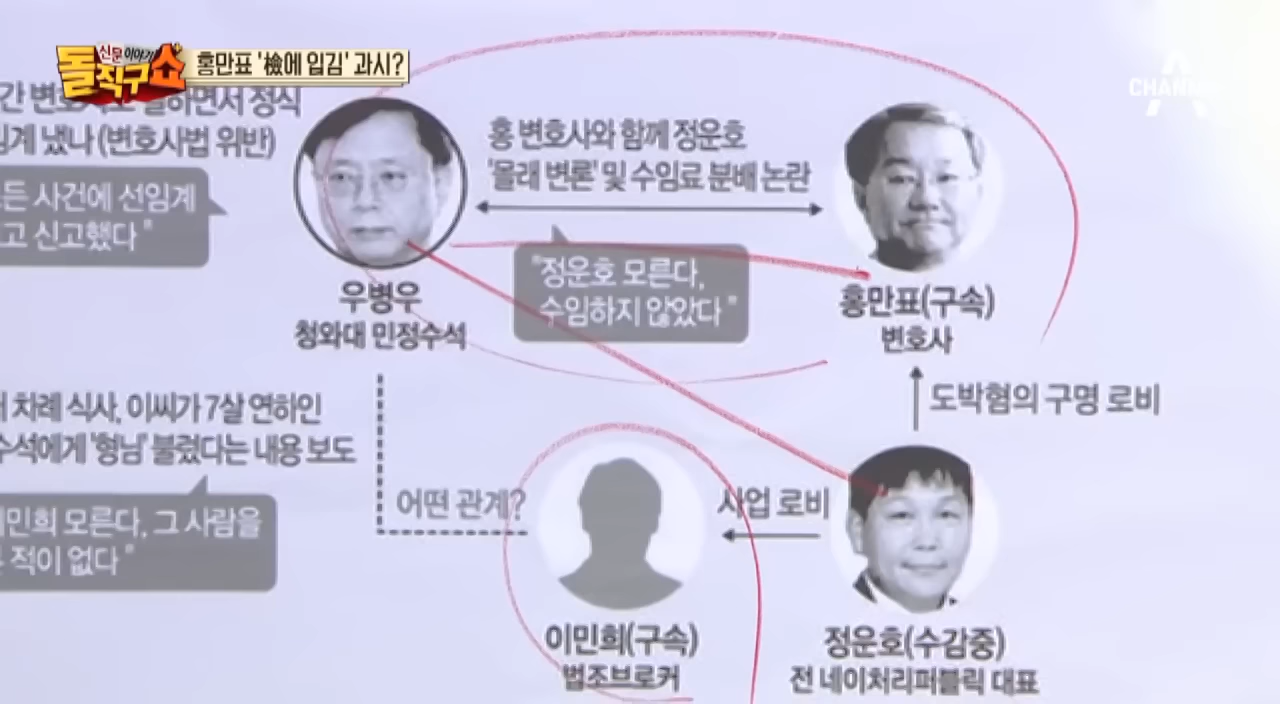 신문이야기
돌직구쇼+
홍만표 '檢에 입김' 과시?
CHANNEL A
간 변호사로 일하면서 정식
임계 냈나 (변호사법 위반)
든 사건에 선임계
고 신고했다 "
홍 변호사와 함께 정운호
'몰래 변론' 및 수임료 분배 논란
"정운호 모른다,
수임하지 않았다 "
우병우
청와대 민정수석
홍만표(구속)
변호사
차례 식사, 이씨가 7살 연하인
수석에게 '형님' 불렀다는 내용 보도
이민희 모른다, 그 사람을
적이 없다 "
도박혐의 구명 로비
어떤 관계?
사업 로비
이민희(구속)
법조브로커
정운호(수감중)
전 네이처리퍼블릭 대표